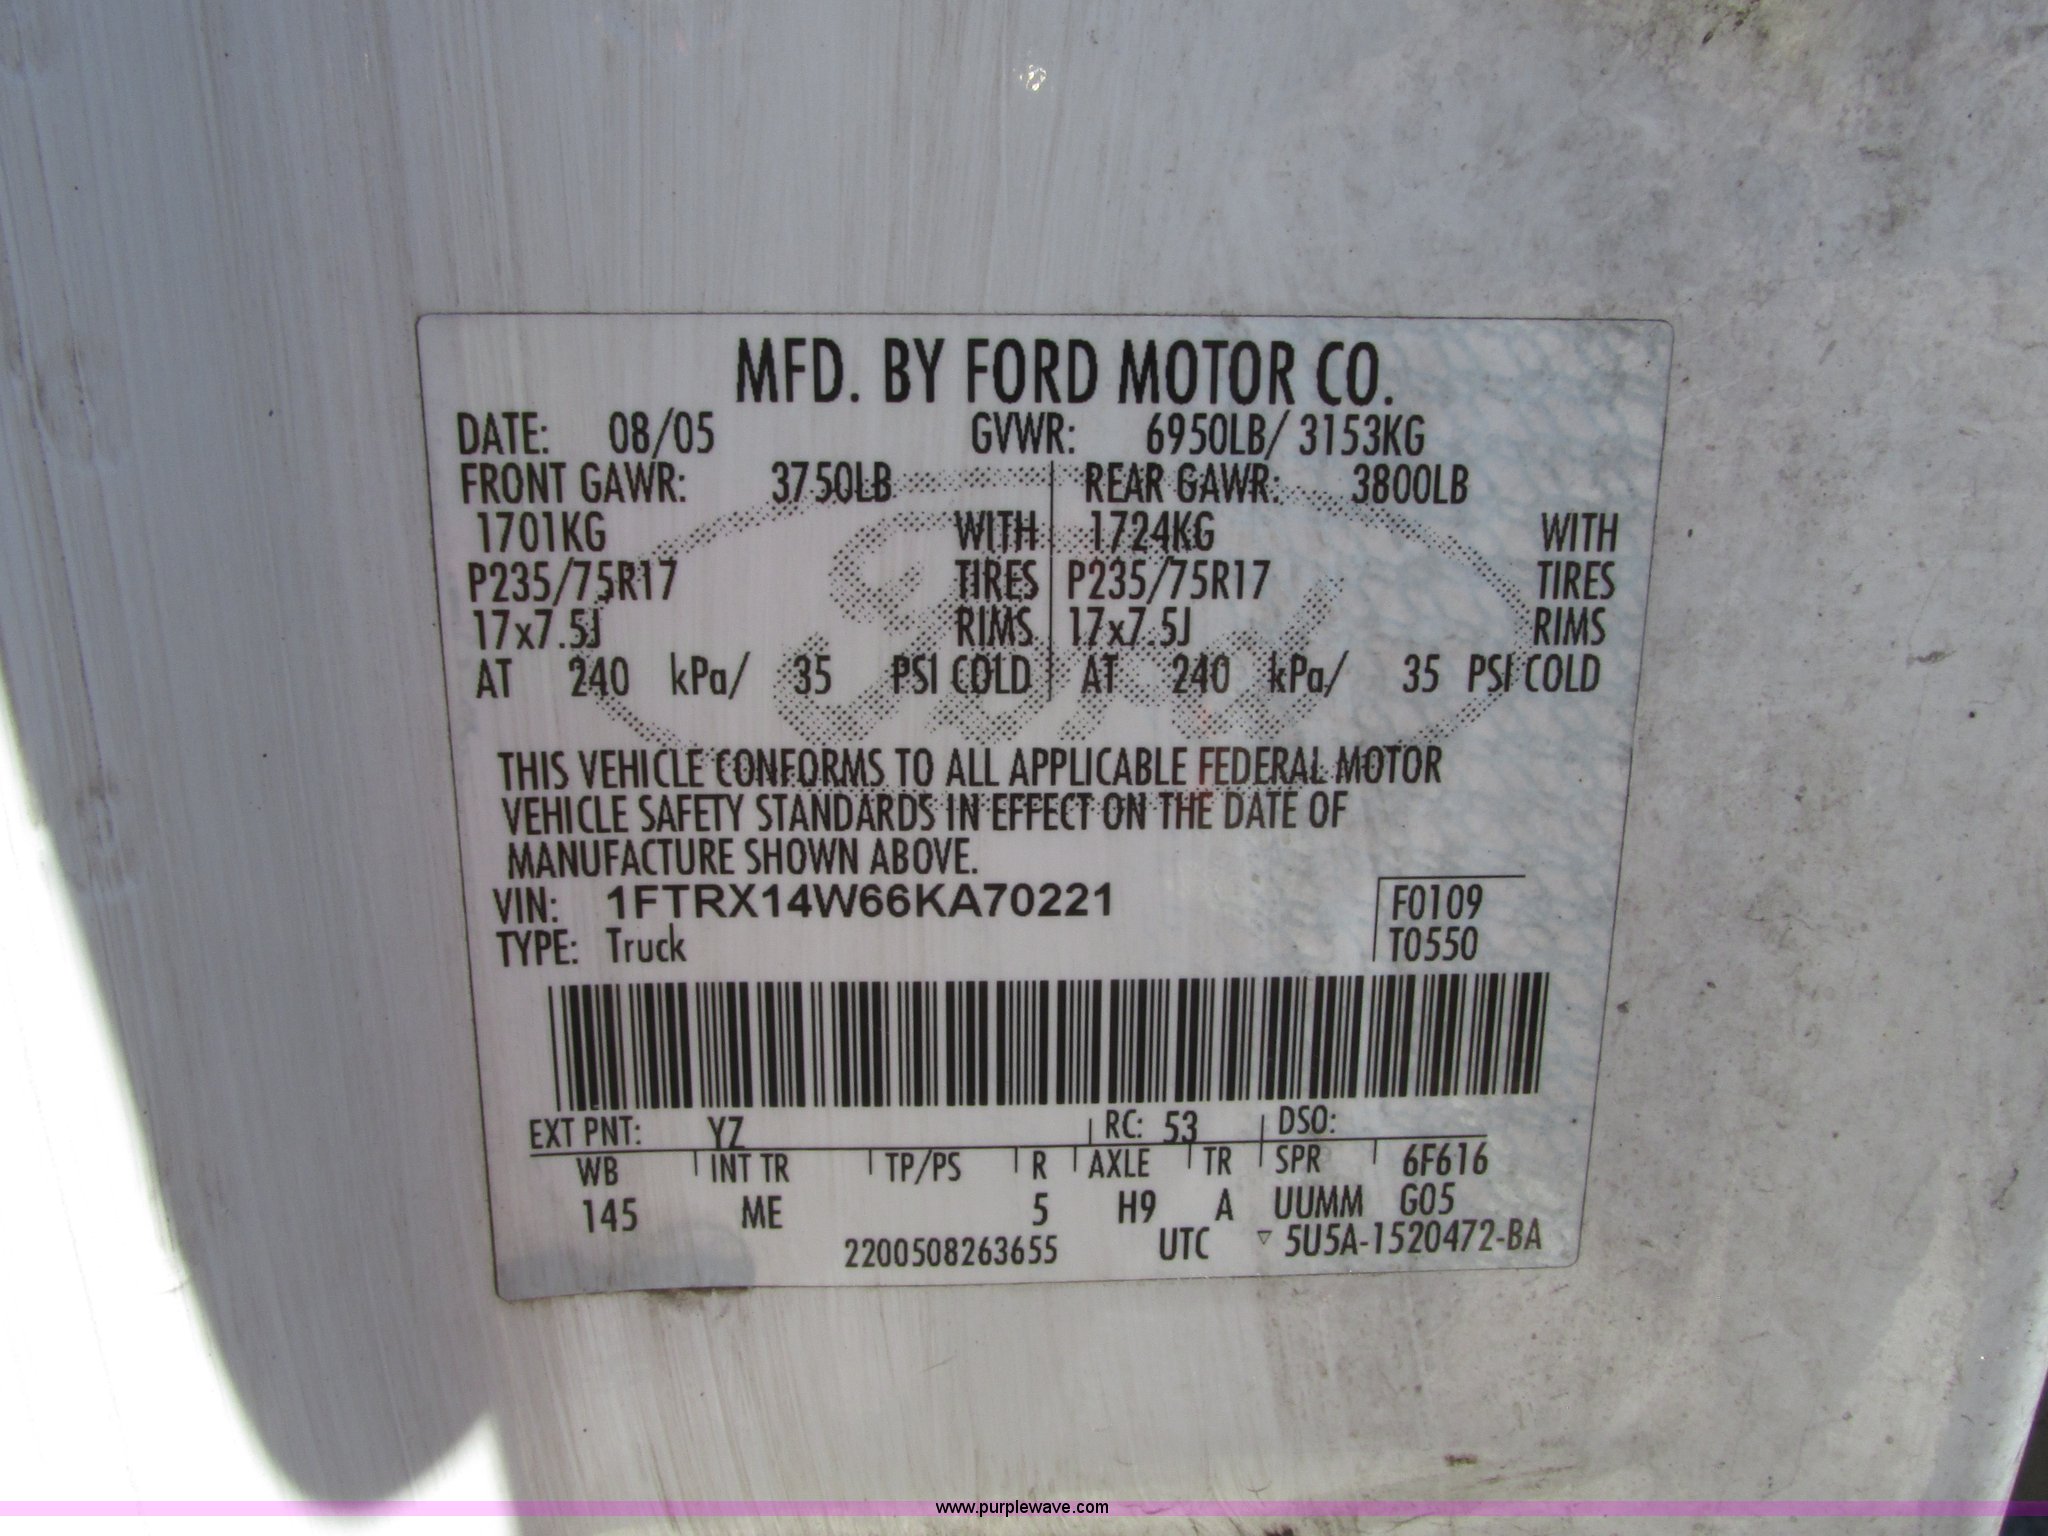 MFD. BY FORD MOTOR CO.
DATE: 08/05 GVWR: 6950LB/ 3153KG
FRONT GAWR: 3750LB REAR GAWR: 3800LB
1701KG WITH 1724KG WITH
P235/75R17 TIRES P235/75R17 TIRES
17x7.5J RIMS 17x7.5J RIMS
AT 240 kPa/ 35 PSI COLD AT 240 kPa/ 35 PSI COLD
Ford
THIS VEHICLE CONFORMS TO ALL APPLICABLE FEDERAL MOTOR
VEHICLE SAFETY STANDARDS IN EFFECT ON THE DATE OF
MANUFACTURE SHOWN ABOVE.
VIN: 1FTRX14W66KA70221 F0109
TYPE: Truck T0550
EXT PNT: YZ RC: 53 DSO:
WB INT TR TP/PS R AXLE TR SPR 6F616
145 ME 5 H9 A UUMM G05
2200508263655 UTC ▿ 5U5A-1520472-BA
www.purplewave.com